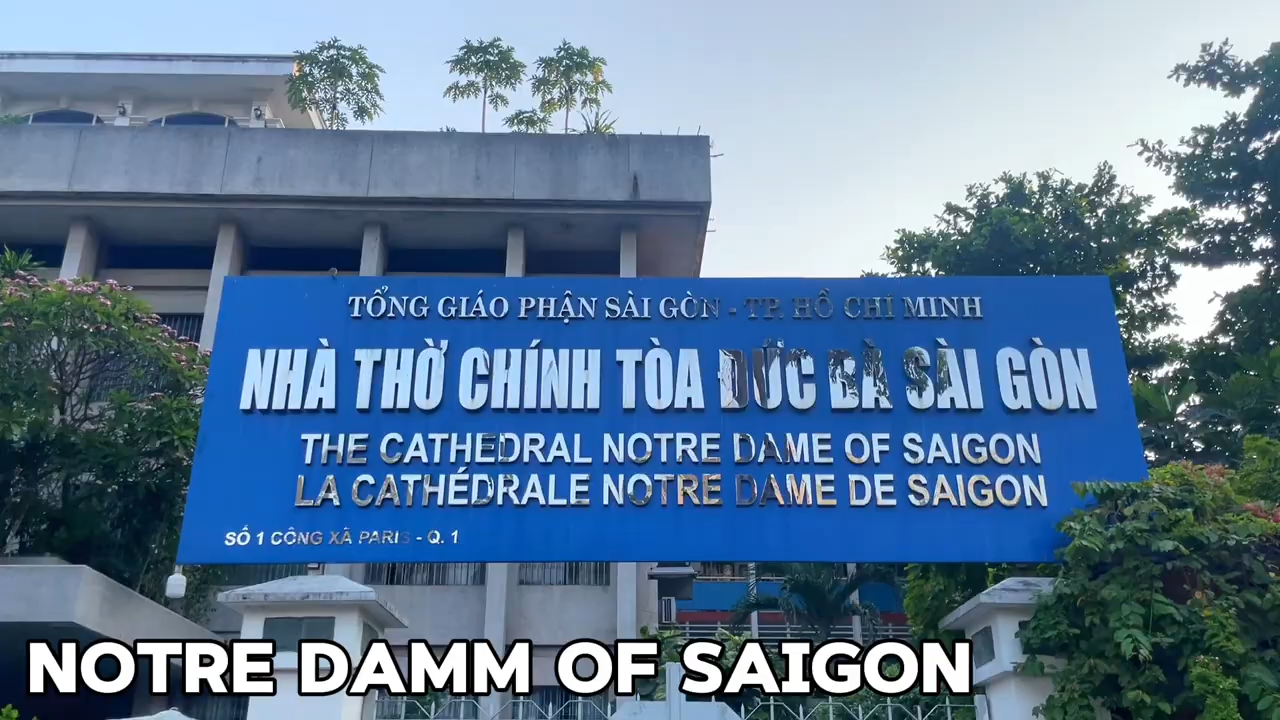 TỔNG GIÁO PHẬN SÀI GÒN - TP. HỒ CHÍ MINH
NHÀ THỜ CHÍNH TÒA ĐỨC BÀ SÀI GÒN
THE CATHEDRAL NOTRE DAME OF SAIGON
LA CATHÉDRALE NOTRE DAME DE SAIGON
SỐ 1 CÔNG XÃ PARIS - Q. 1
NOTRE DAMM OF SAIGON